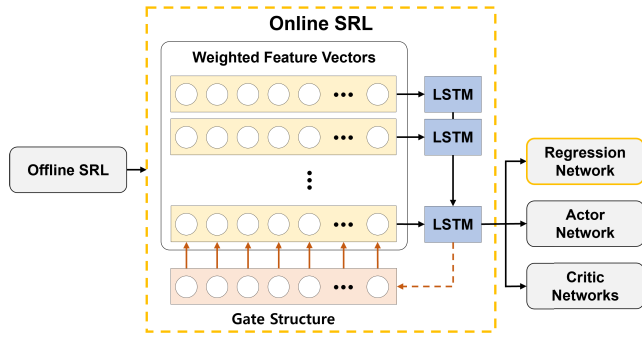 Online SRL
Weighted Feature Vectors
LSTM
LSTM
Offline SRL
LSTM
Regression
Network
Actor
Network
Critic
Networks
Gate Structure